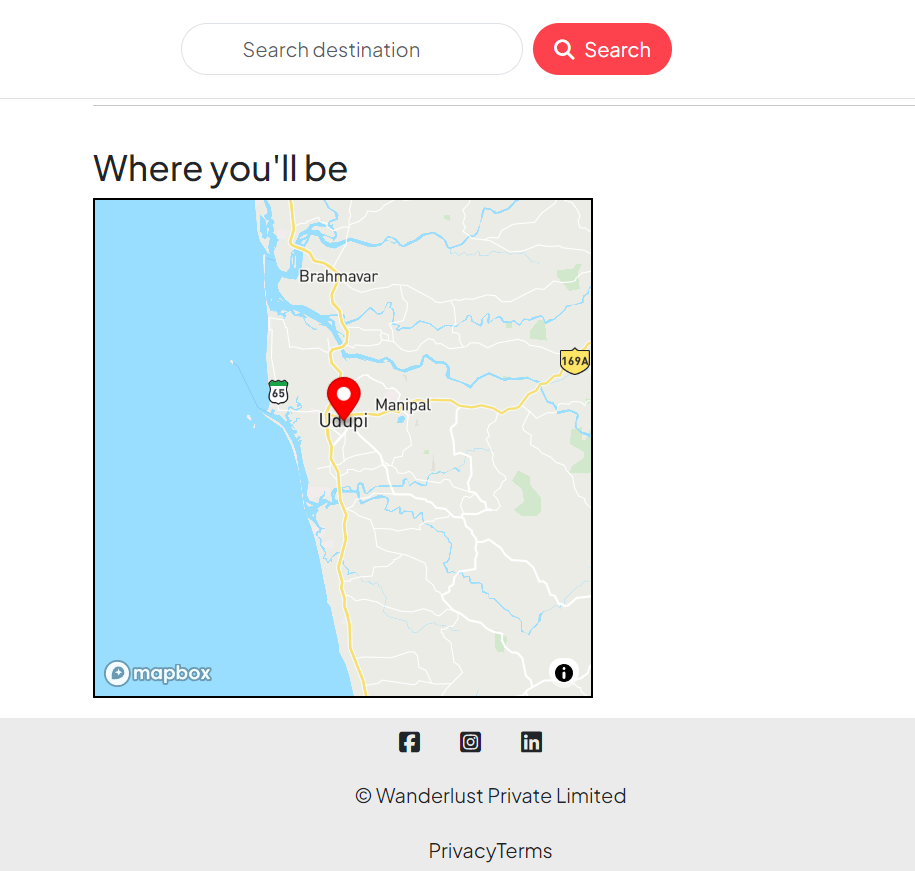 Search destination Search
Where you'll be
Brahmavar
169A
65
Manipal
Udupi
mapbox
© Wanderlust Private Limited
PrivacyTerms